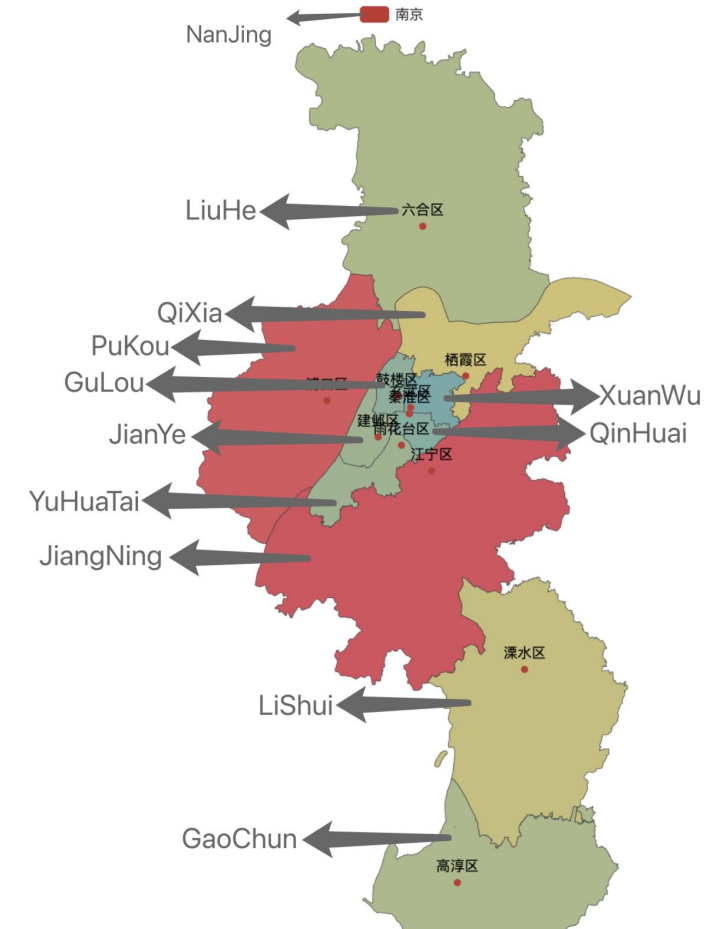 南京
NanJing
LiuHe
六合区
QiXia
PuKou
栖霞区
GuLou
鼓楼区
XuanWu
秦淮区
建邺区
雨花台区
JianYe
QinHuai
江宁区
YuHuaTai
JiangNing
溧水区
LiShui
GaoChun
高淳区